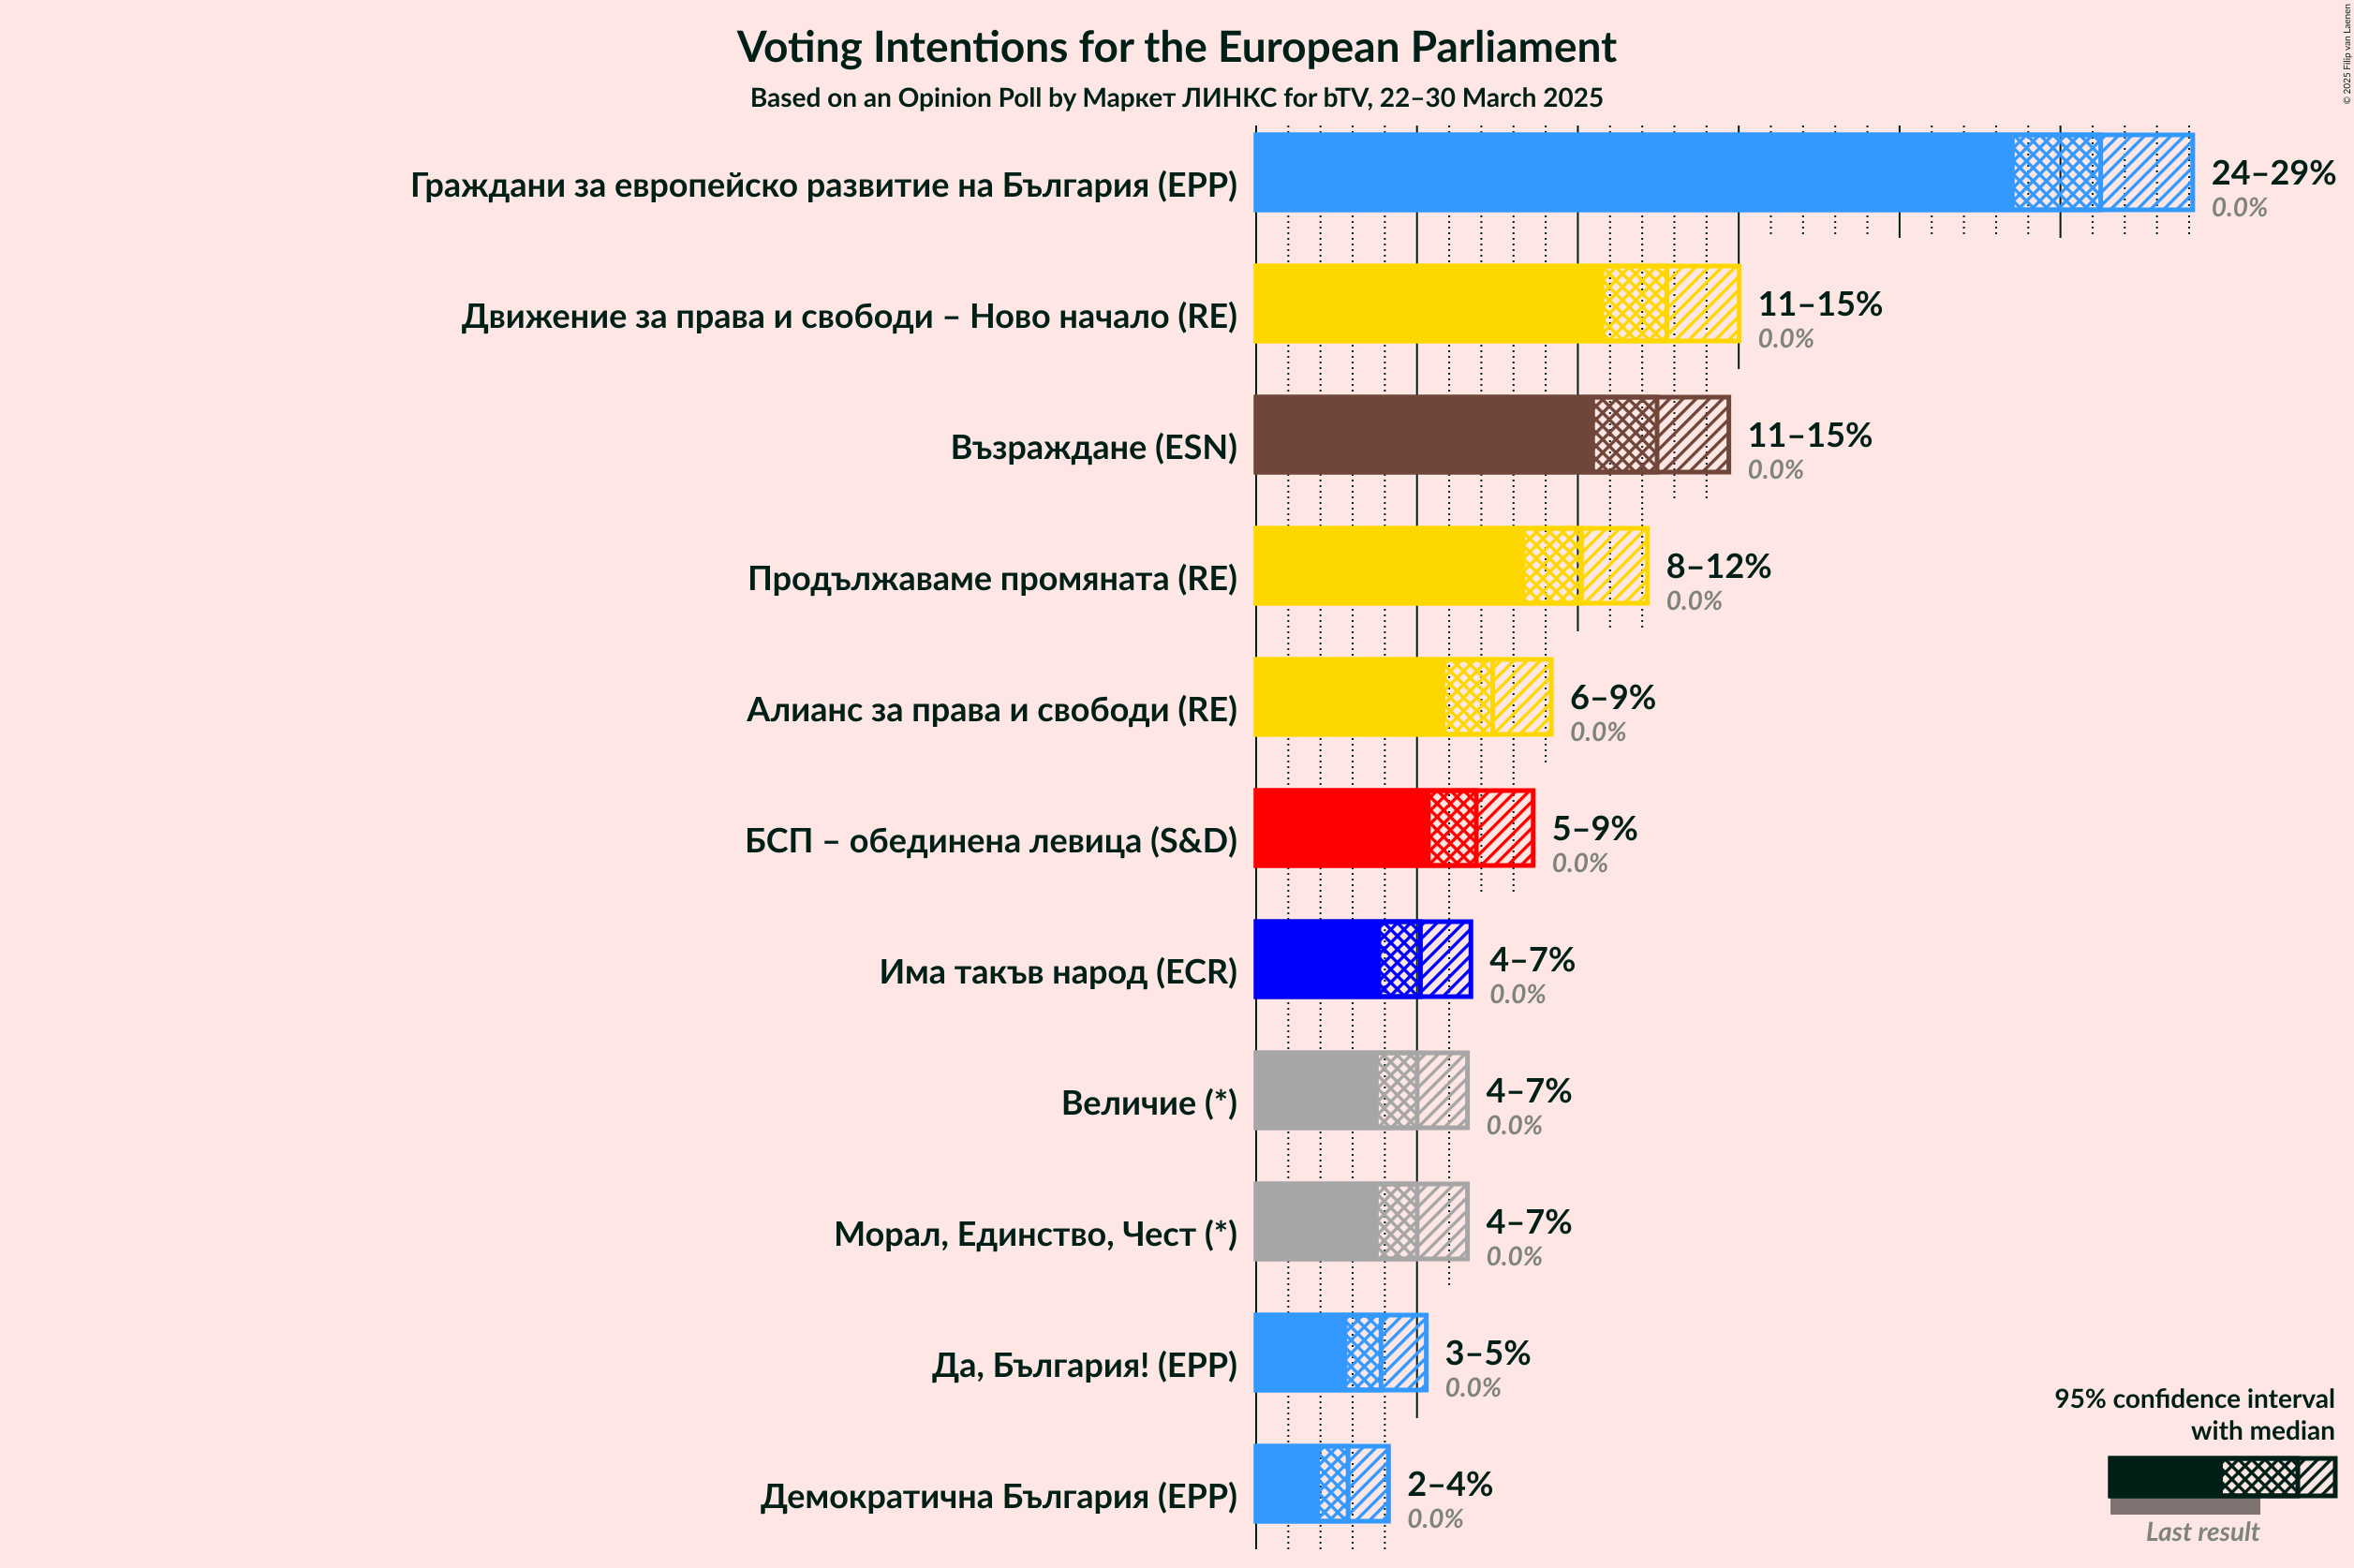 Voting Intentions for the European Parliament
Based on an Opinion Poll by Маркет ЛИНКС for bTV, 22–30 March 2025
© 2025 Filip van Laenen
Граждани за европейско развитие на България (EPP)
24–29%
0.0%
Движение за права и свободи – Ново начало (RE)
11–15%
0.0%
Възраждане (ESN)
11–15%
0.0%
Продължаваме промяната (RE)
8–12%
0.0%
Алианс за права и свободи (RE)
6–9%
0.0%
БСП – обединена левица (S&D)
5–9%
0.0%
Има такъв народ (ECR)
4–7%
0.0%
Величие (*)
4–7%
0.0%
Морал, Единство, Чест (*)
4–7%
0.0%
Да, България! (EPP)
3–5%
0.0%
Демократична България (EPP)
2–4%
0.0%
95% confidence interval
with median
Last result